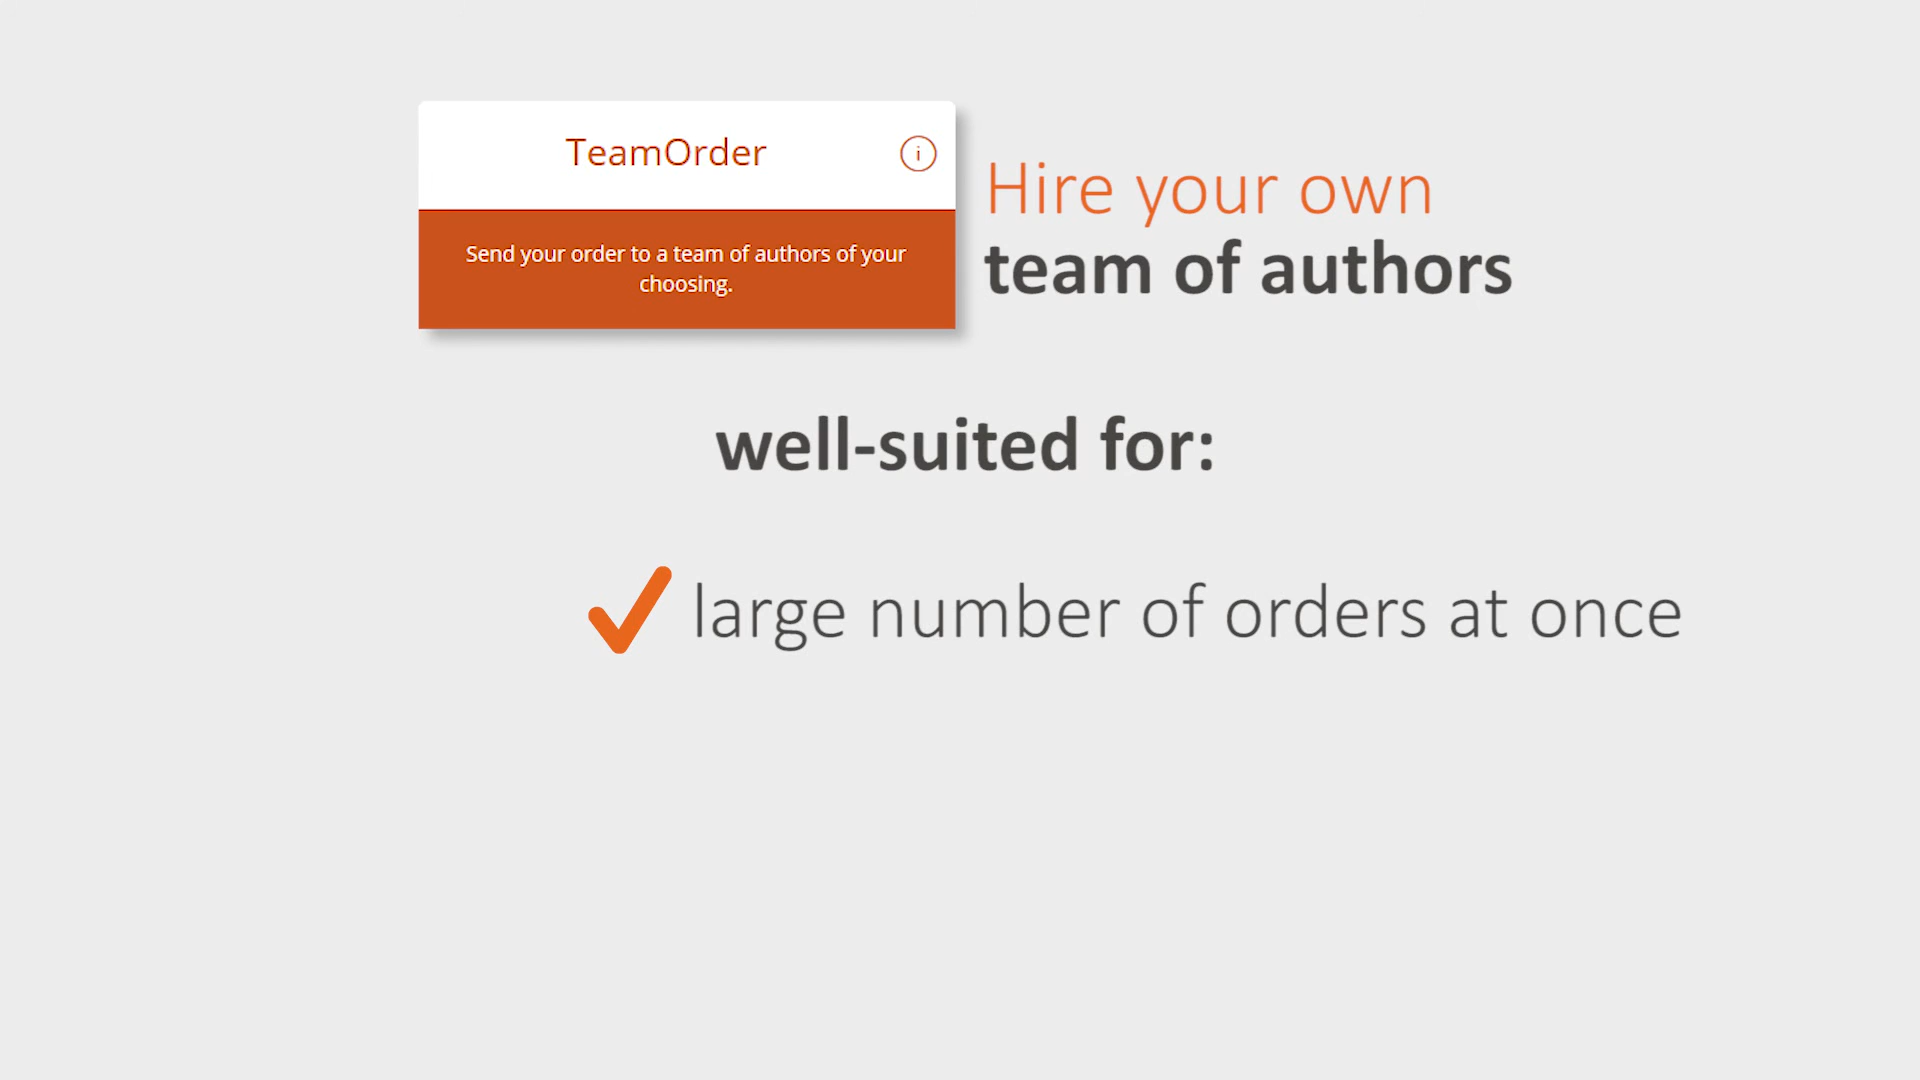 TeamOrder
i
Send your order to a team of authors of your
choosing.
Hire your own
team of authors
well-suited for:
large number of orders at once